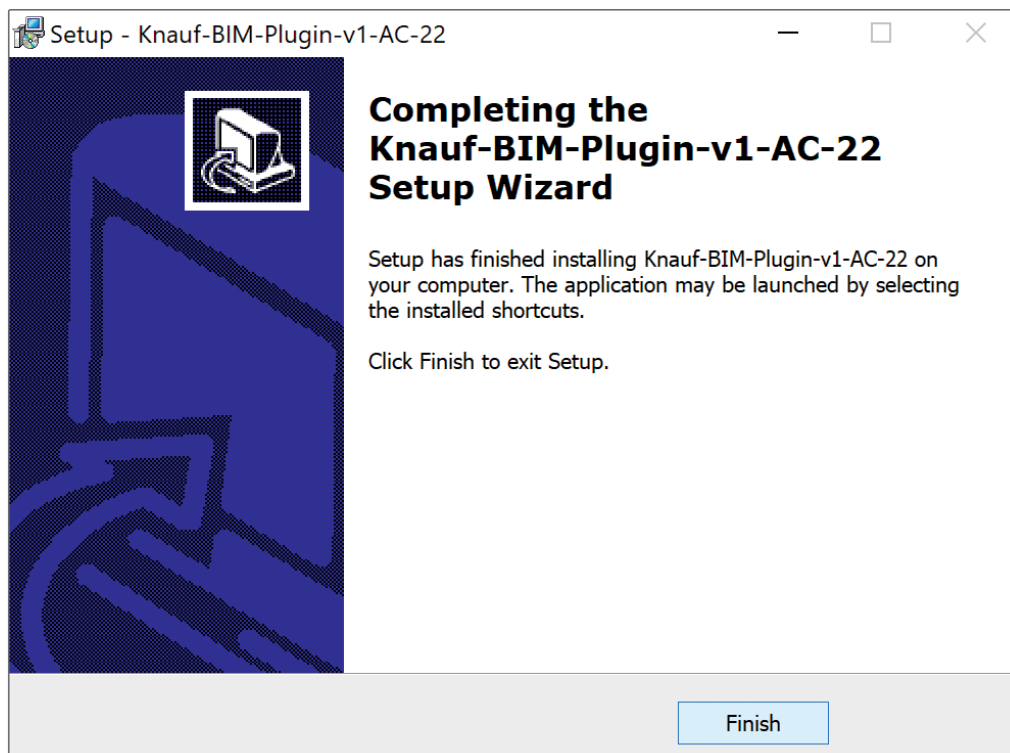 Setup - Knauf-BIM-Plugin-v1-AC-22
Completing the
Knauf-BIM-Plugin-v1-AC-22
Setup Wizard
Setup has finished installing Knauf-BIM-Plugin-v1-AC-22 on
your computer. The application may be launched by selecting
the installed shortcuts.
Click Finish to exit Setup.
Finish